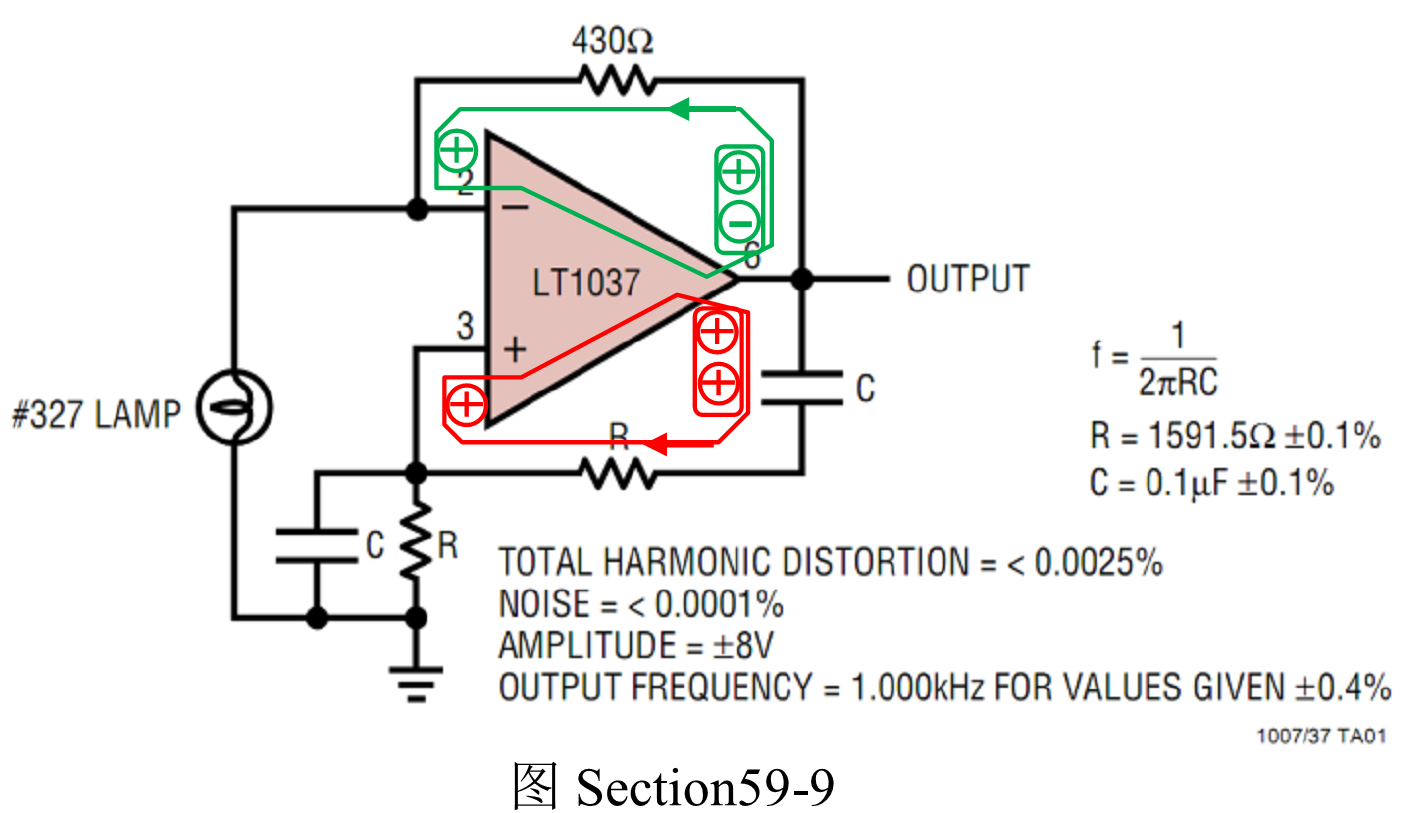 430Ω
2
−
6
LT1037
OUTPUT
3
+
C
#327 LAMP
R
C
R
f = 1 / 2πRC
R = 1591.5Ω ±0.1%
C = 0.1µF ±0.1%
TOTAL HARMONIC DISTORTION = < 0.0025%
NOISE = < 0.0001%
AMPLITUDE = ±8V
OUTPUT FREQUENCY = 1.000kHz FOR VALUES GIVEN ±0.4%
1007/37 TA01
图 Section59-9